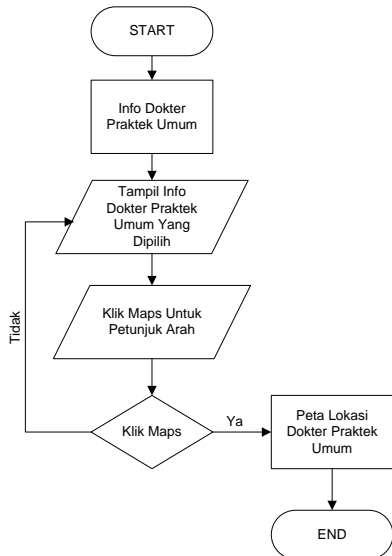 START
Info Dokter
Praktek Umum
Tampil Info
Dokter Praktek
Umum Yang
Dipilih
Klik Maps Untuk
Petunjuk Arah
Tidak
Klik Maps
Ya
Peta Lokasi
Dokter Praktek
Umum
END